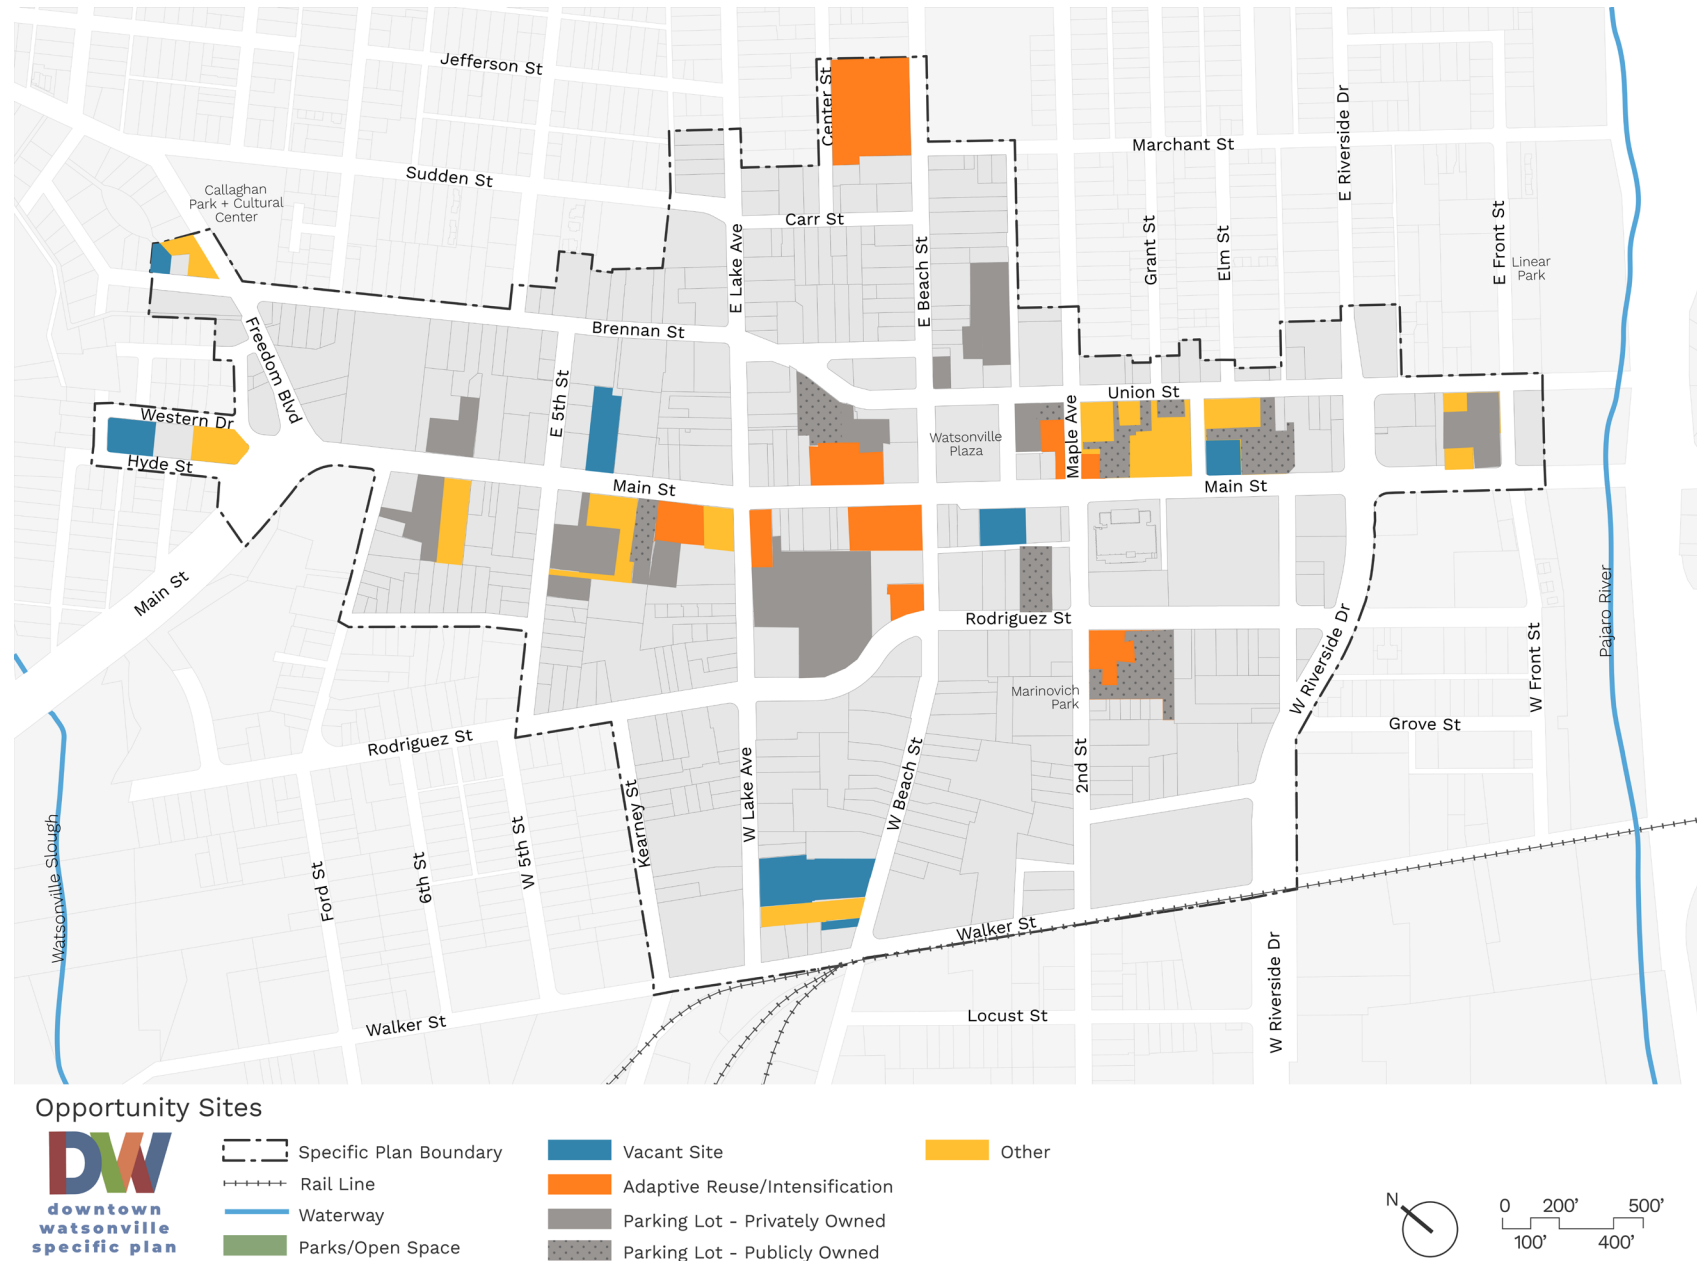 Jefferson St
Center St
E Riverside Dr
Marchant St
Sudden St
Callaghan
Park + Cultural
Center
Carr St
E Lake Ave
E Beach St
Grant St
Elm St
E Front St
Linear
Park
Brennan St
Freedom Blvd
E 5th St
Union St
Maple Ave
Western Dr
Hyde St
Watsonville
Plaza
Main St
Main St
Main St
Rodriguez St
Pajaro River
W Riverside Dr
W Front St
Marinovich
Park
Grove St
Rodriguez St
2nd St
W Lake Ave
W Beach St
Kearney St
Watsonville Slough
Ford St
6th St
W 5th St
Walker St
Walker St
Locust St
W Riverside Dr
Opportunity Sites
DW
downtown
watsonville
specific plan
Specific Plan Boundary
Rail Line
Waterway
Parks/Open Space
Vacant Site
Adaptive Reuse/Intensification
Parking Lot - Privately Owned
Parking Lot - Publicly Owned
Other
N
0 200’ 500’
100’ 400’